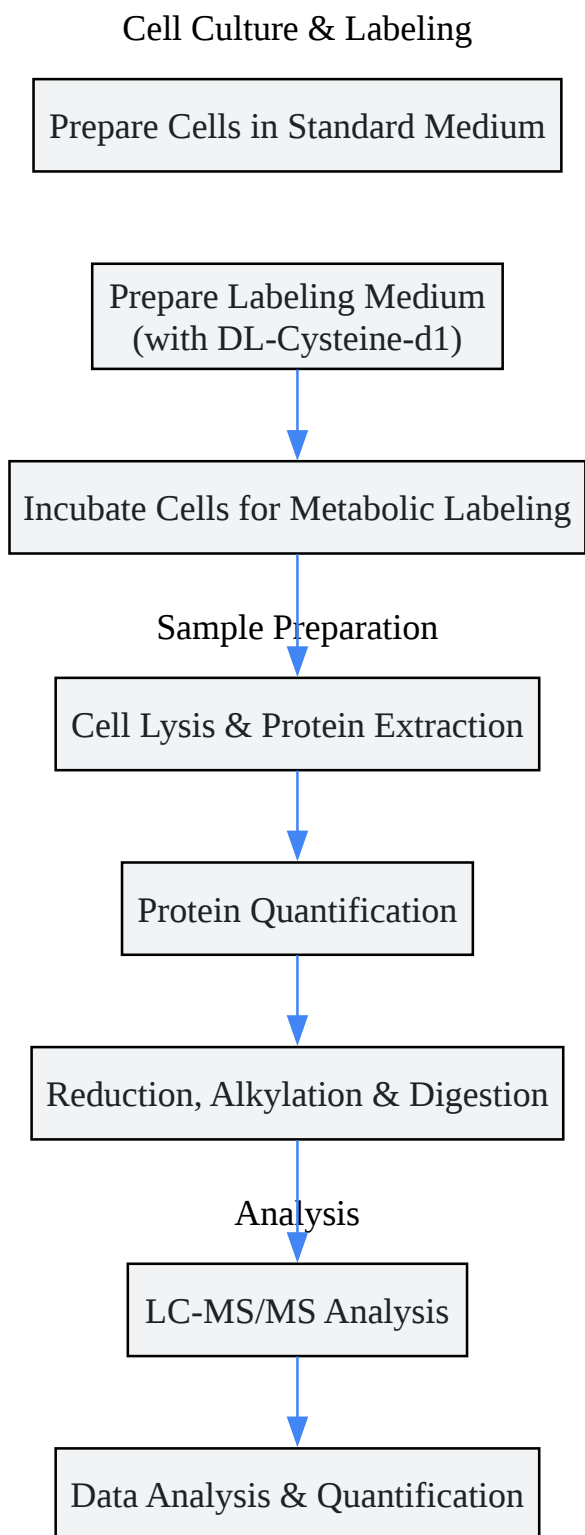 Cell Culture & Labeling
Prepare Cells in Standard Medium
Prepare Labeling Medium
(with DL-Cysteine-d1)
Incubate Cells for Metabolic Labeling
Sample Preparation
Cell Lysis & Protein Extraction
Protein Quantification
Reduction, Alkylation & Digestion
Analysis
LC-MS/MS Analysis
Data Analysis & Quantification